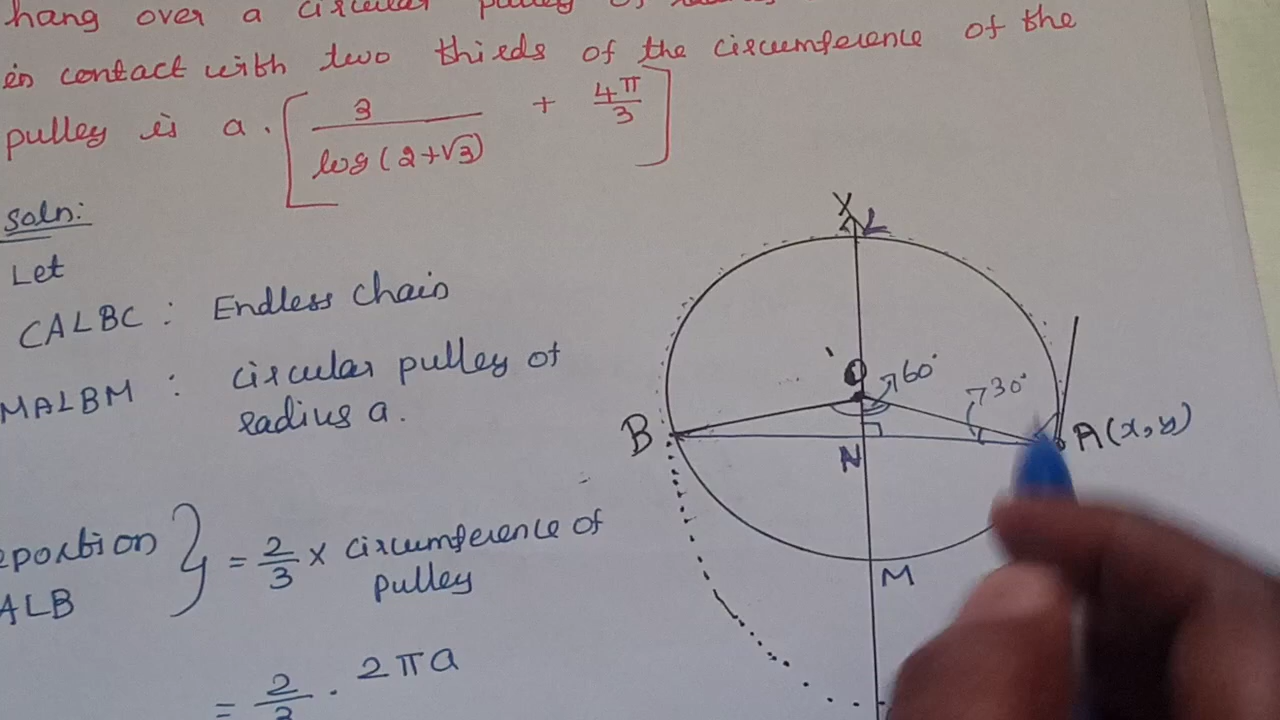 hang over a circular pulley of
in contact with two thirds of the circumference of the
pulley is a. [ 3 / log(2+√3) + 4π/3 ]
Soln:
Let
CALBC : Endless Chain
MALBM : circular pulley of
radius a.
portion } = 2/3 × circumference of
ALB pulley
= 2/3 . 2πa
X
L
O
60°
30°
B
N
A(x,y)
M